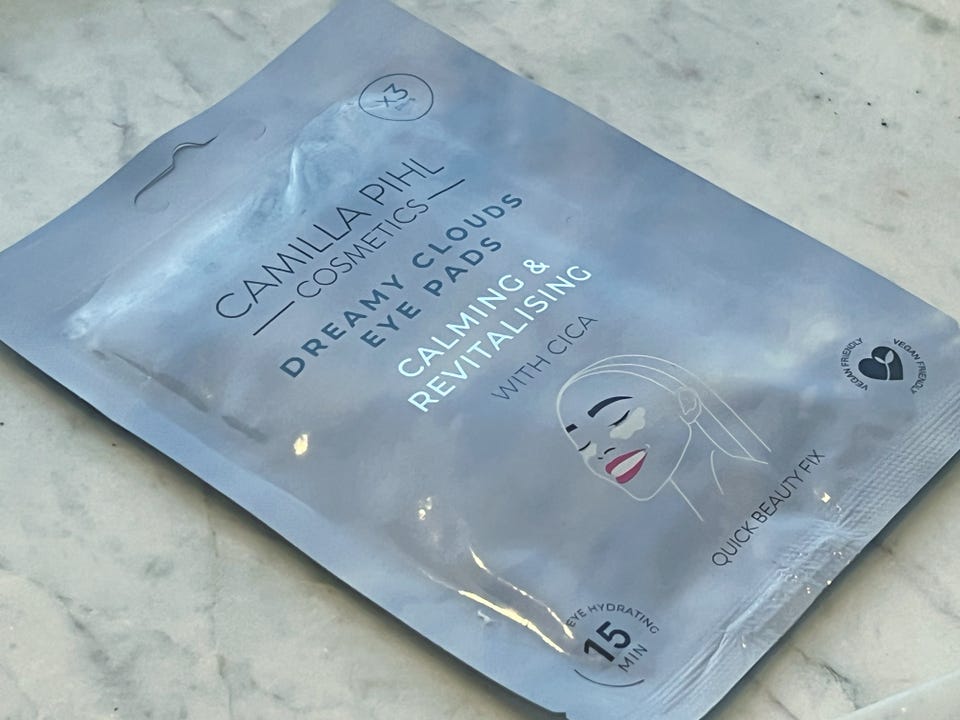 x3
CAMILLA PIHL
COSMETICS
DREAMY CLOUDS
EYE PADS
CALMING &
REVITALISING
WITH CICA
VEGAN FRIENDLY
VEGAN FRIENDLY
QUICK BEAUTY FIX
EYE HYDRATING
15
MIN